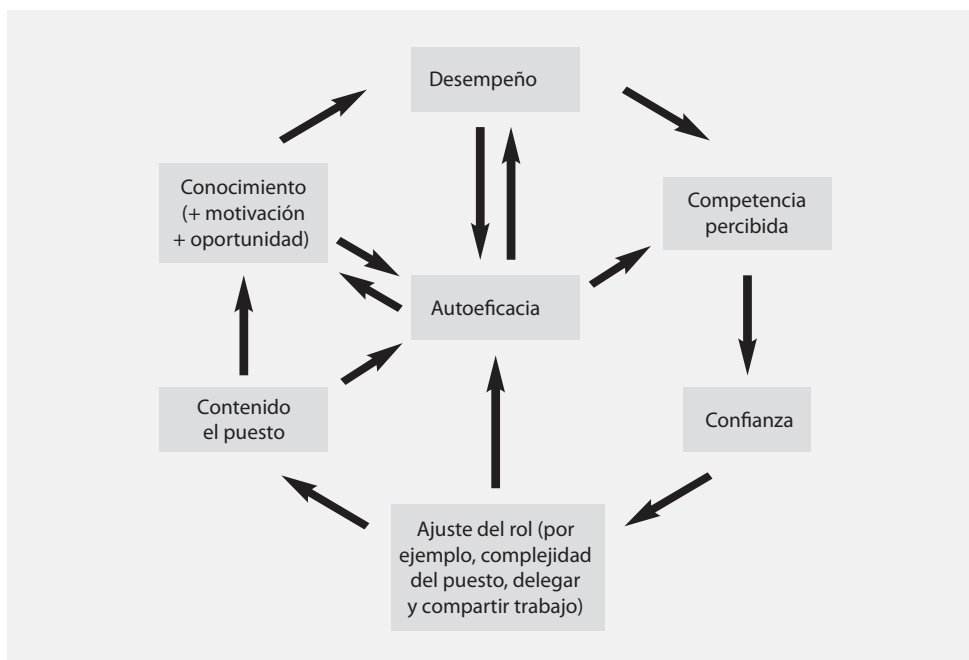 Desempeño
Conocimiento
(+ motivación
+ oportunidad)
Competencia
percibida
Autoeficacia
Contenido
el puesto
Confianza
Ajuste del rol (por
ejemplo, complejidad
del puesto, delegar
y compartir trabajo)